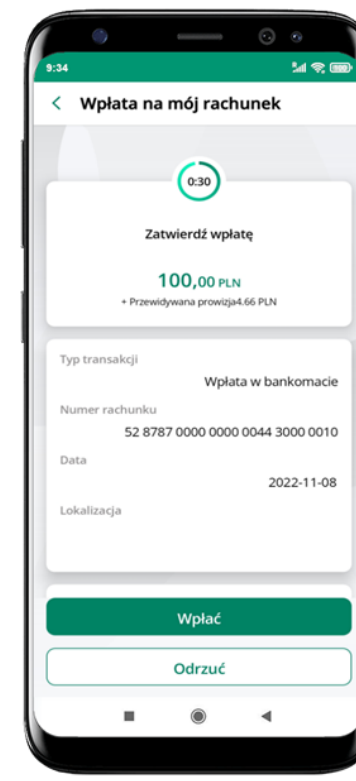 9:34
Wpłata na mój rachunek
0:30
Zatwierdź wpłatę
100,00 PLN
+ Przewidywana prowizja4.66 PLN
Typ transakcji
Wpłata w bankomacie
Numer rachunku
52 8787 0000 0000 0044 3000 0010
Data
2022-11-08
Lokalizacja
Wpłać
Odrzuć